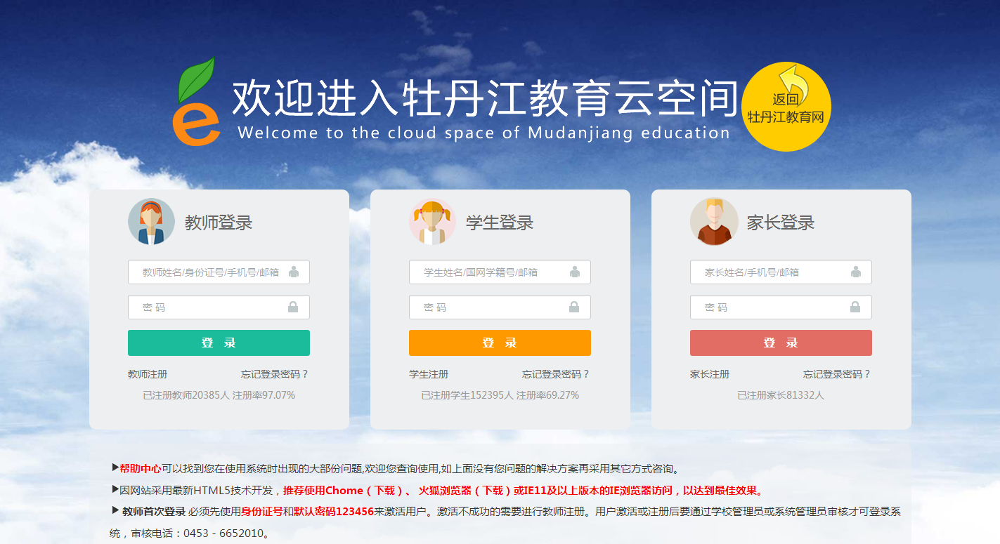 欢迎进入牡丹江教育云空间
Welcome to the cloud space of Mudanjiang education
返回
牡丹江教育网
教师登录
教师姓名/身份证号/手机号/邮箱
密 码
登 录
教师注册 忘记登录密码？
已注册教师20385人 注册率97.07%
学生登录
学生姓名/国网学籍号/邮箱
密 码
登 录
学生注册 忘记登录密码？
已注册学生152395人 注册率69.27%
家长登录
家长姓名/手机号/邮箱
密 码
登 录
家长注册 忘记登录密码？
已注册家长81332人
帮助中心可以找到您在使用系统时出现的大部份问题,欢迎您查询使用,如上面没有您问题的解决方案再采用其它方式咨询。
因网站采用最新HTML5技术开发，推荐使用Chome（下载）、火狐浏览器（下载）或IE11及以上版本的IE浏览器访问，以达到最佳效果。
教师首次登录 必须先使用身份证号和默认密码123456来激活用户。激活不成功的需要进行教师注册。用户激活或注册后要通过学校管理员或系统管理员审核才可登录系
统，审核电话：0453 - 6652010。